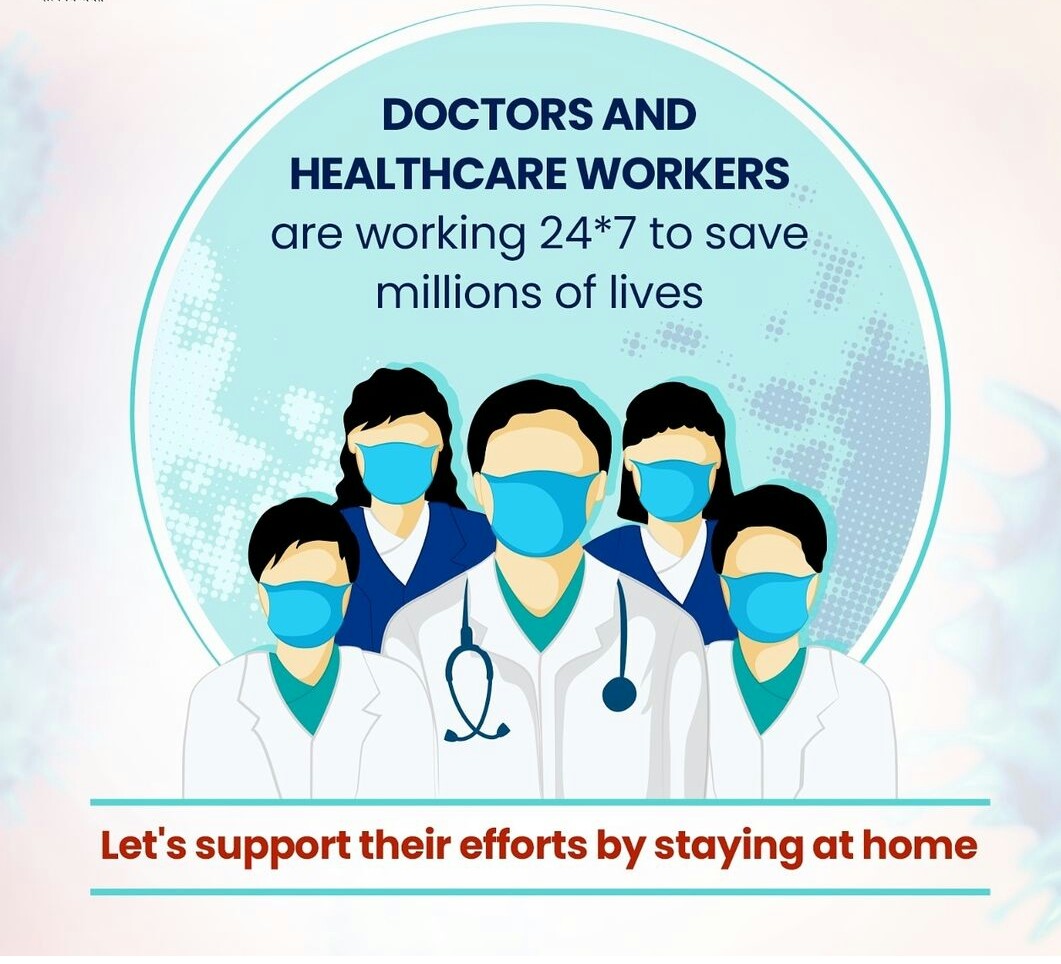 DOCTORS AND
HEALTHCARE WORKERS
are working 24*7 to save
millions of lives
Let's support their efforts by staying at home